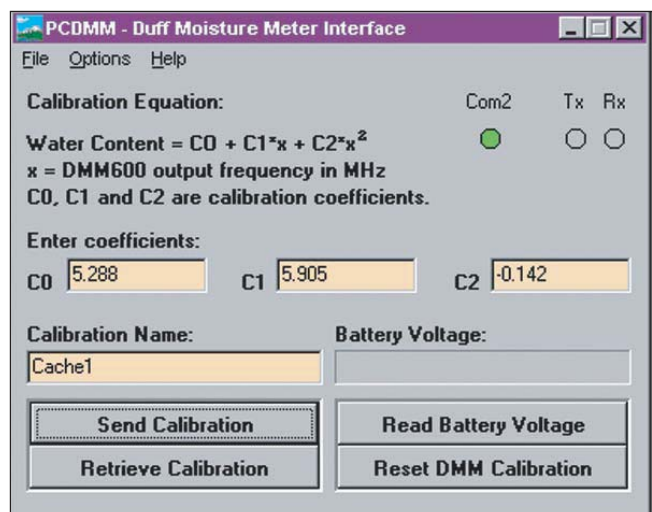 PCDMM - Duff Moisture Meter Interface
File Options Help
Calibration Equation: Com2 Tx Rx
Water Content = C0 + C1*x + C2*x²
x = DMM600 output frequency in MHz
C0, C1 and C2 are calibration coefficients.
Enter coefficients:
C0 5.288 C1 5.905 C2 -0.142
Calibration Name: Battery Voltage:
Cache1
Send Calibration Read Battery Voltage
Retrieve Calibration Reset DMM Calibration